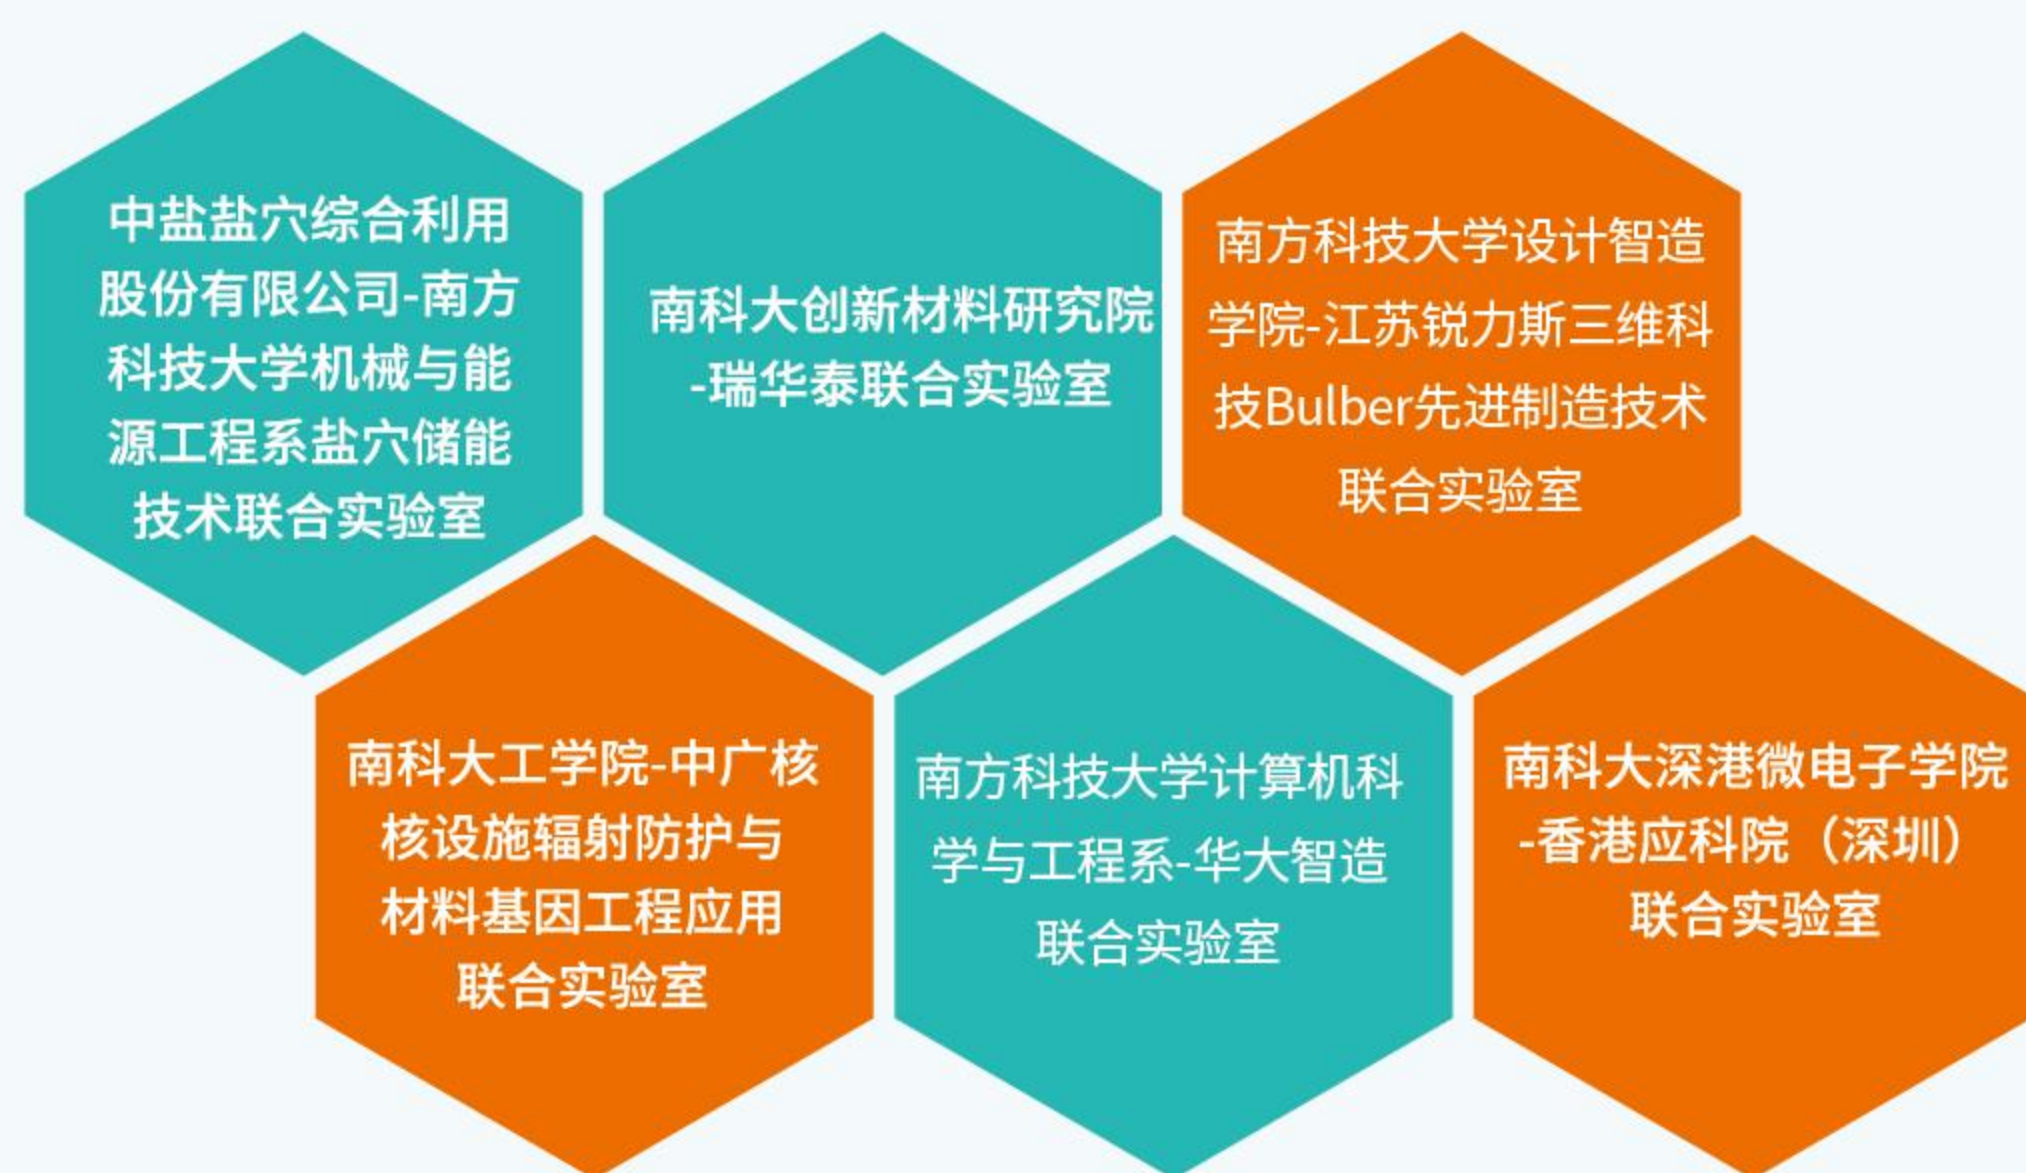 中盐盐穴综合利用
股份有限公司-南方
科技大学机械与能
源工程系盐穴储能
技术联合实验室
南科大创新材料研究院
-瑞华泰联合实验室
南方科技大学设计智造
学院-江苏锐力斯三维科
技Bulber先进制造技术
联合实验室
南科大工学院-中广核
核设施辐射防护与
材料基因工程应用
联合实验室
南方科技大学计算机科
学与工程系-华大智造
联合实验室
南科大深港微电子学院
-香港应科院（深圳）
联合实验室